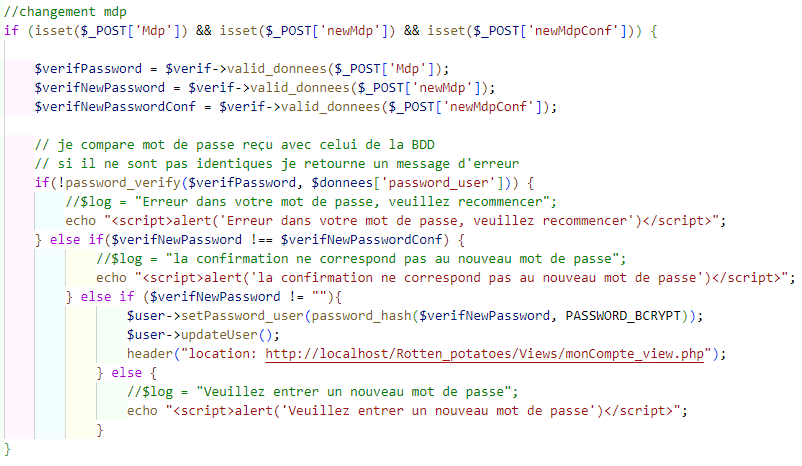 //changement mdp
if (isset($_POST['Mdp']) && isset($_POST['newMdp']) && isset($_POST['newMdpConf'])) {
$verifPassword = $verif->valid_donnees($_POST['Mdp']);
$verifNewPassword = $verif->valid_donnees($_POST['newMdp']);
$verifNewPasswordConf = $verif->valid_donnees($_POST['newMdpConf']);
// je compare mot de passe reçu avec celui de la BDD
// si il ne sont pas identiques je retourne un message d'erreur
if(!password_verify($verifPassword, $donnees['password_user'])) {
//$log = "Erreur dans votre mot de passe, veuillez recommencer";
echo "<script>alert('Erreur dans votre mot de passe, veuillez recommencer')</script>";
} else if($verifNewPassword !== $verifNewPasswordConf) {
//$log = "la confirmation ne correspond pas au nouveau mot de passe";
echo "<script>alert('la confirmation ne correspond pas au nouveau mot de passe')</script>";
} else if ($verifNewPassword != ""){
$user->setPassword_user(password_hash($verifNewPassword, PASSWORD_BCRYPT));
$user->updateUser();
header("location: http://localhost/Rotten_potatoes/Views/monCompte_view.php");
} else {
//$log = "Veuillez entrer un nouveau mot de passe";
echo "<script>alert('Veuillez entrer un nouveau mot de passe')</script>";
}
}